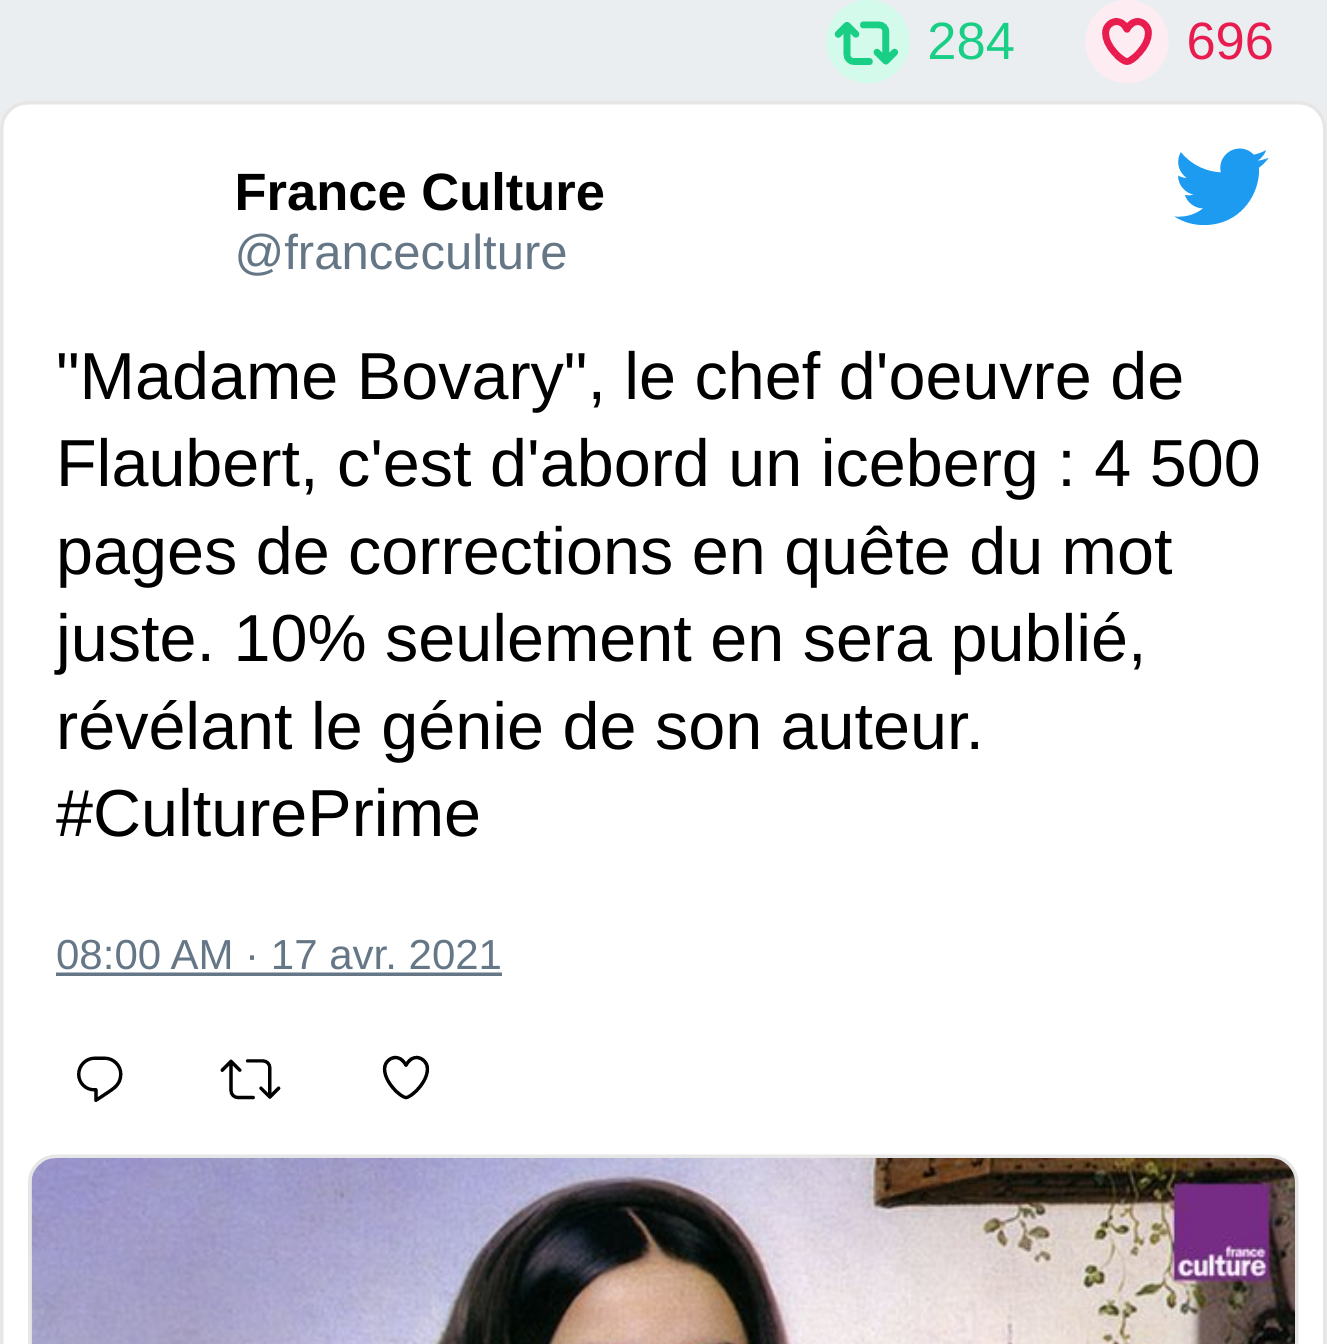 284 696
France Culture
@franceculture
"Madame Bovary", le chef d'oeuvre de
Flaubert, c'est d'abord un iceberg : 4 500
pages de corrections en quête du mot
juste. 10% seulement en sera publié,
révélant le génie de son auteur.
#CulturePrime
08:00 AM · 17 avr. 2021
france
culture